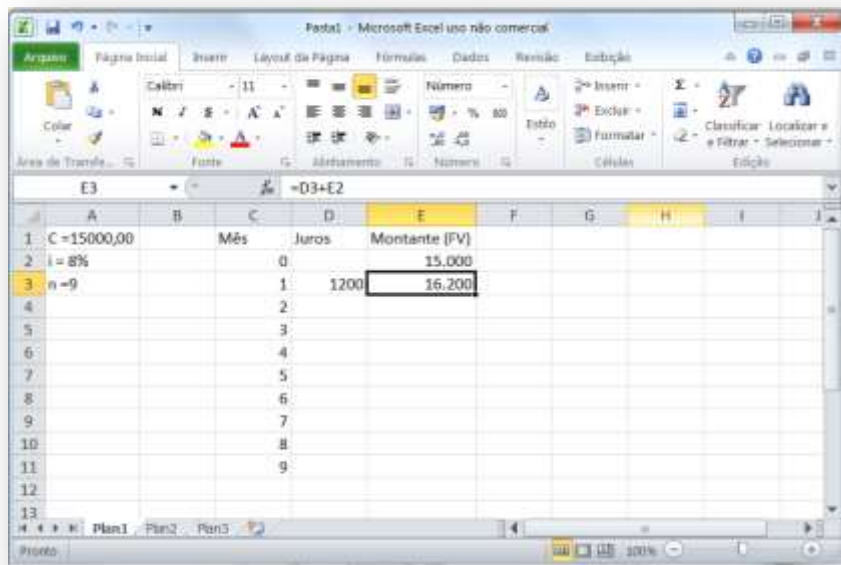 Pasta1 - Microsoft Excel uso não comercial
Arquivo Página Inicial Inserir Layout da Página Fórmulas Dados Revisão Exibição
Colar
Calibri 11
N I S A A
Número
% 000
Estilo
Inserir
Excluir
Formatar
Σ
Classificar e Filtrar
Localizar e Selecionar
Área de Transfe... Fonte Alinhamento Número Células Edição
E3 fx =D3+E2
A B C D E F G H I J
1 C =15000,00 Mês Juros Montante (FV)
2 i = 8% 0 15.000
3 n =9 1 1200 16.200
4 2
5 3
6 4
7 5
8 6
9 7
10 8
11 9
12
13
Plan1 Plan2 Plan3
Pronto 100%